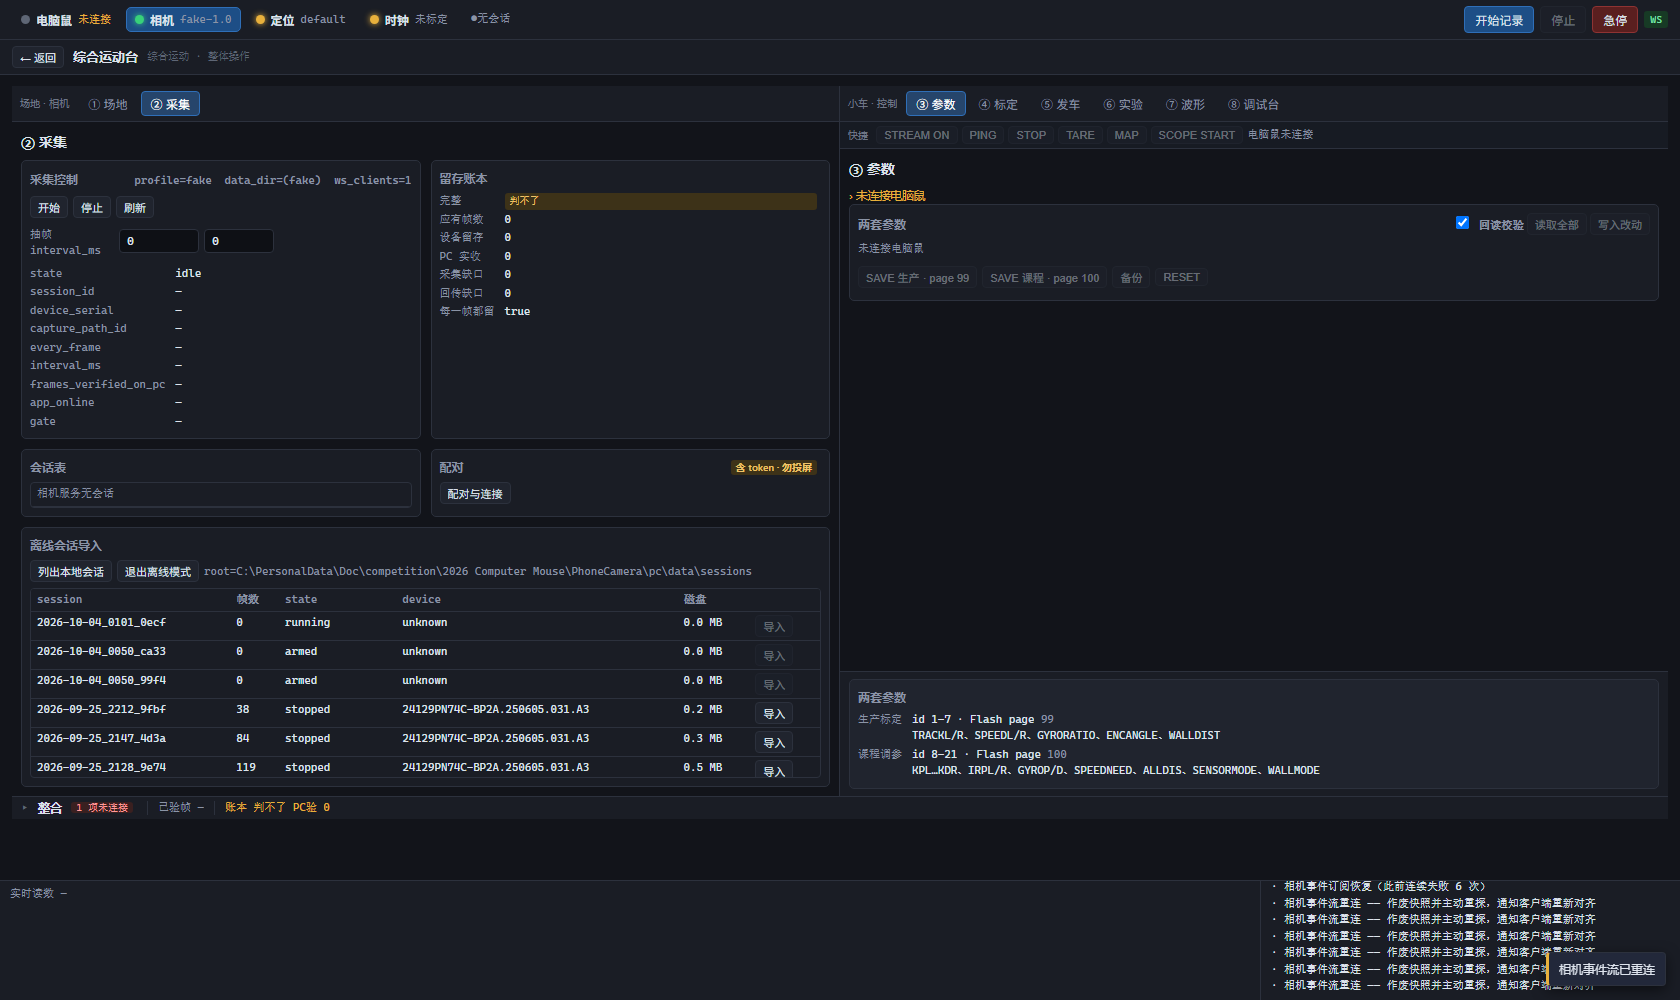 电脑鼠 未连接 相机 fake-1.0 定位 default 时钟 未标定 无会话 开始记录 停止 急停 WS
←返回 综合运动台 综合运动 · 整体操作
场地 · 相机 ① 场地 ② 采集
小车 · 控制 ③ 参数 ④ 标定 ⑤ 发车 ⑥ 实验 ⑦ 波形 ⑧ 调试台
快捷 STREAM ON PING STOP TARE MAP SCOPE START 电脑鼠未连接
② 采集
采集控制 profile=fake data_dir=(fake) ws_clients=1
开始 停止 刷新
抽帧
interval_ms 0 0
state idle
session_id —
device_serial —
capture_path_id —
every_frame —
interval_ms —
frames_verified_on_pc —
app_online —
gate —
留存账本
完整 判不了
应有帧数 0
设备留存 0
PC 实收 0
采集缺口 0
回传缺口 0
每一帧都留 true
会话表
相机服务无会话
配对 含 token · 勿投屏
配对与连接
离线会话导入
列出本地会话 退出离线模式 root=C:\PersonalData\Doc\competition\2026 Computer Mouse\PhoneCamera\pc\data\sessions
session 帧数 state device 磁盘
2026-10-04_0101_0ecf 0 running unknown 0.0 MB 导入
2026-10-04_0050_ca33 0 armed unknown 0.0 MB 导入
2026-10-04_0050_99f4 0 armed unknown 0.0 MB 导入
2026-09-25_2212_9fbf 38 stopped 24129PN74C-BP2A.250605.031.A3 0.2 MB 导入
2026-09-25_2147_4d3a 84 stopped 24129PN74C-BP2A.250605.031.A3 0.3 MB 导入
2026-09-25_2128_9e74 119 stopped 24129PN74C-BP2A.250605.031.A3 0.5 MB 导入
③ 参数
› 未连接电脑鼠
两套参数 回读校验 读取全部 写入改动
未连接电脑鼠
SAVE 生产 · page 99 SAVE 课程 · page 100 备份 RESET
两套参数
生产标定 id 1-7 · Flash page 99
TRACKL/R、SPEEDL/R、GYRORATIO、ENCANGLE、WALLDIST
课程调参 id 8-21 · Flash page 100
KPL…KDR、IRPL/R、GYROP/D、SPEEDNEED、ALLDIS、SENSORMODE、WALLMODE
▸ 整合 1 项未连接 已验帧 — 账本 判不了 PC验 0
实时读数 —
· 相机事件订阅恢复（此前连续失败 6 次）
· 相机事件流重连 —— 作废快照并主动重探，通知客户端重新对齐
· 相机事件流重连 —— 作废快照并主动重探，通知客户端重新对齐
· 相机事件流重连 —— 作废快照并主动重探，通知客户端重新对齐
· 相机事件流重连 —— 作废快照并主动重探，通知客户端重新对齐
· 相机事件流重连 —— 作废快照并主动重探，通知客户
· 相机事件流重连 —— 作废快照并主动重探，通知客户端重新对齐
相机事件流已重连